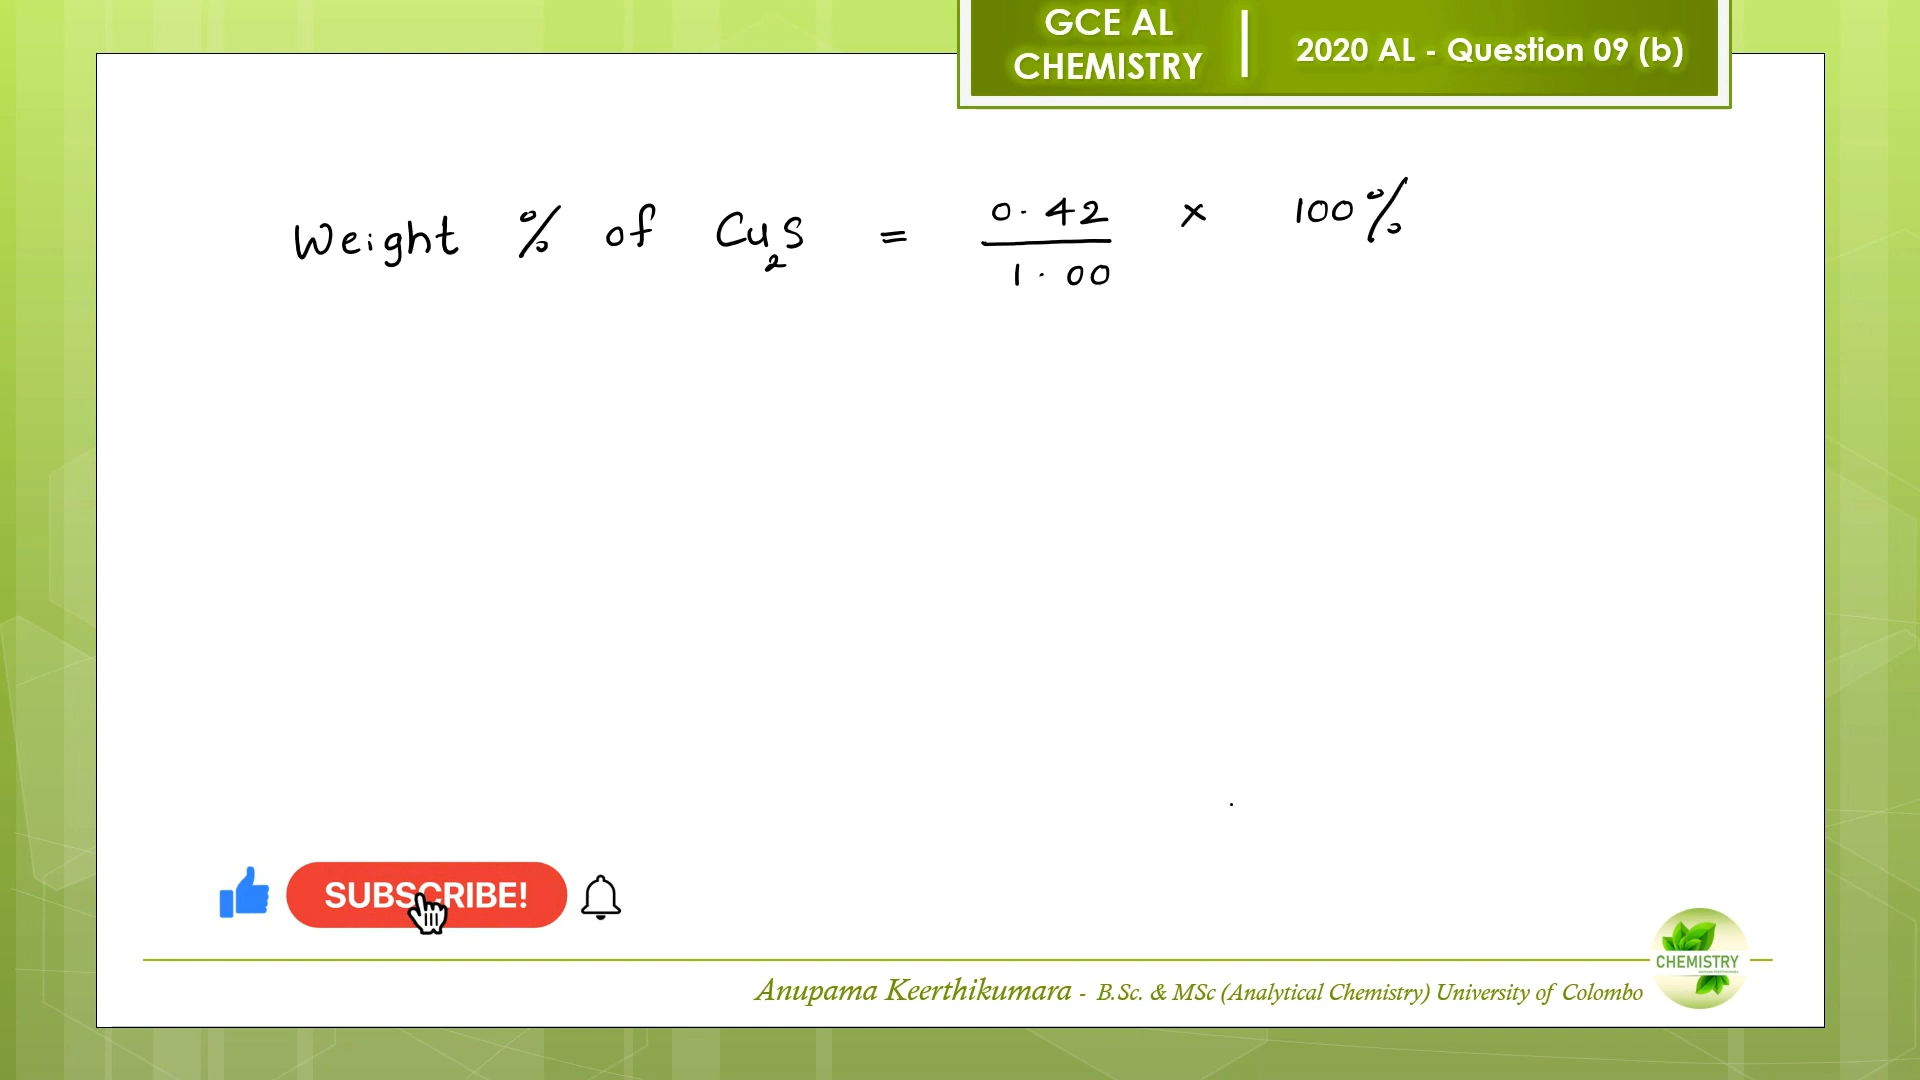 GCE AL
CHEMISTRY
2020 AL - Question 09 (b)
Weight % of Cu₂S = 0.42 × 100%
1.00
SUBSCRIBE!
CHEMISTRY
Anupama Keerthikumara - B.Sc. & MSc (Analytical Chemistry) University of Colombo